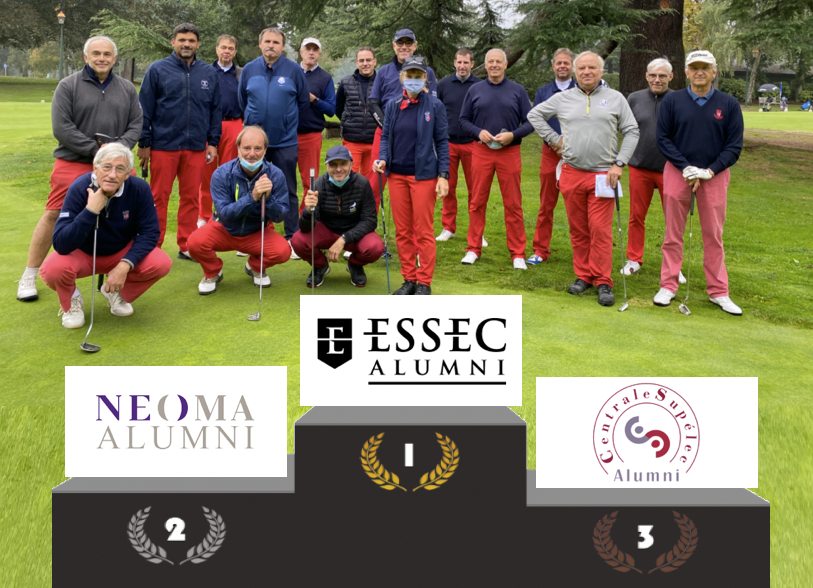 ESSEC
ALUMNI
NEOMA
ALUMNI
CentraleSupélec
Alumni
1
2
3
E